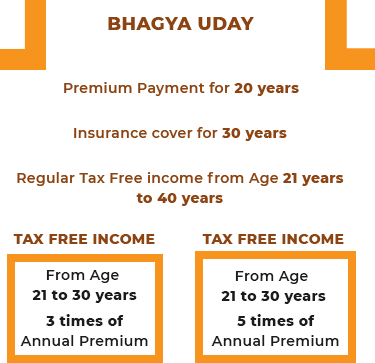 BHAGYA UDAY
Premium Payment for 20 years
Insurance cover for 30 years
Regular Tax Free income from Age 21 years
to 40 years
TAX FREE INCOME
From Age
21 to 30 years
3 times of
Annual Premium
TAX FREE INCOME
From Age
21 to 30 years
5 times of
Annual Premium